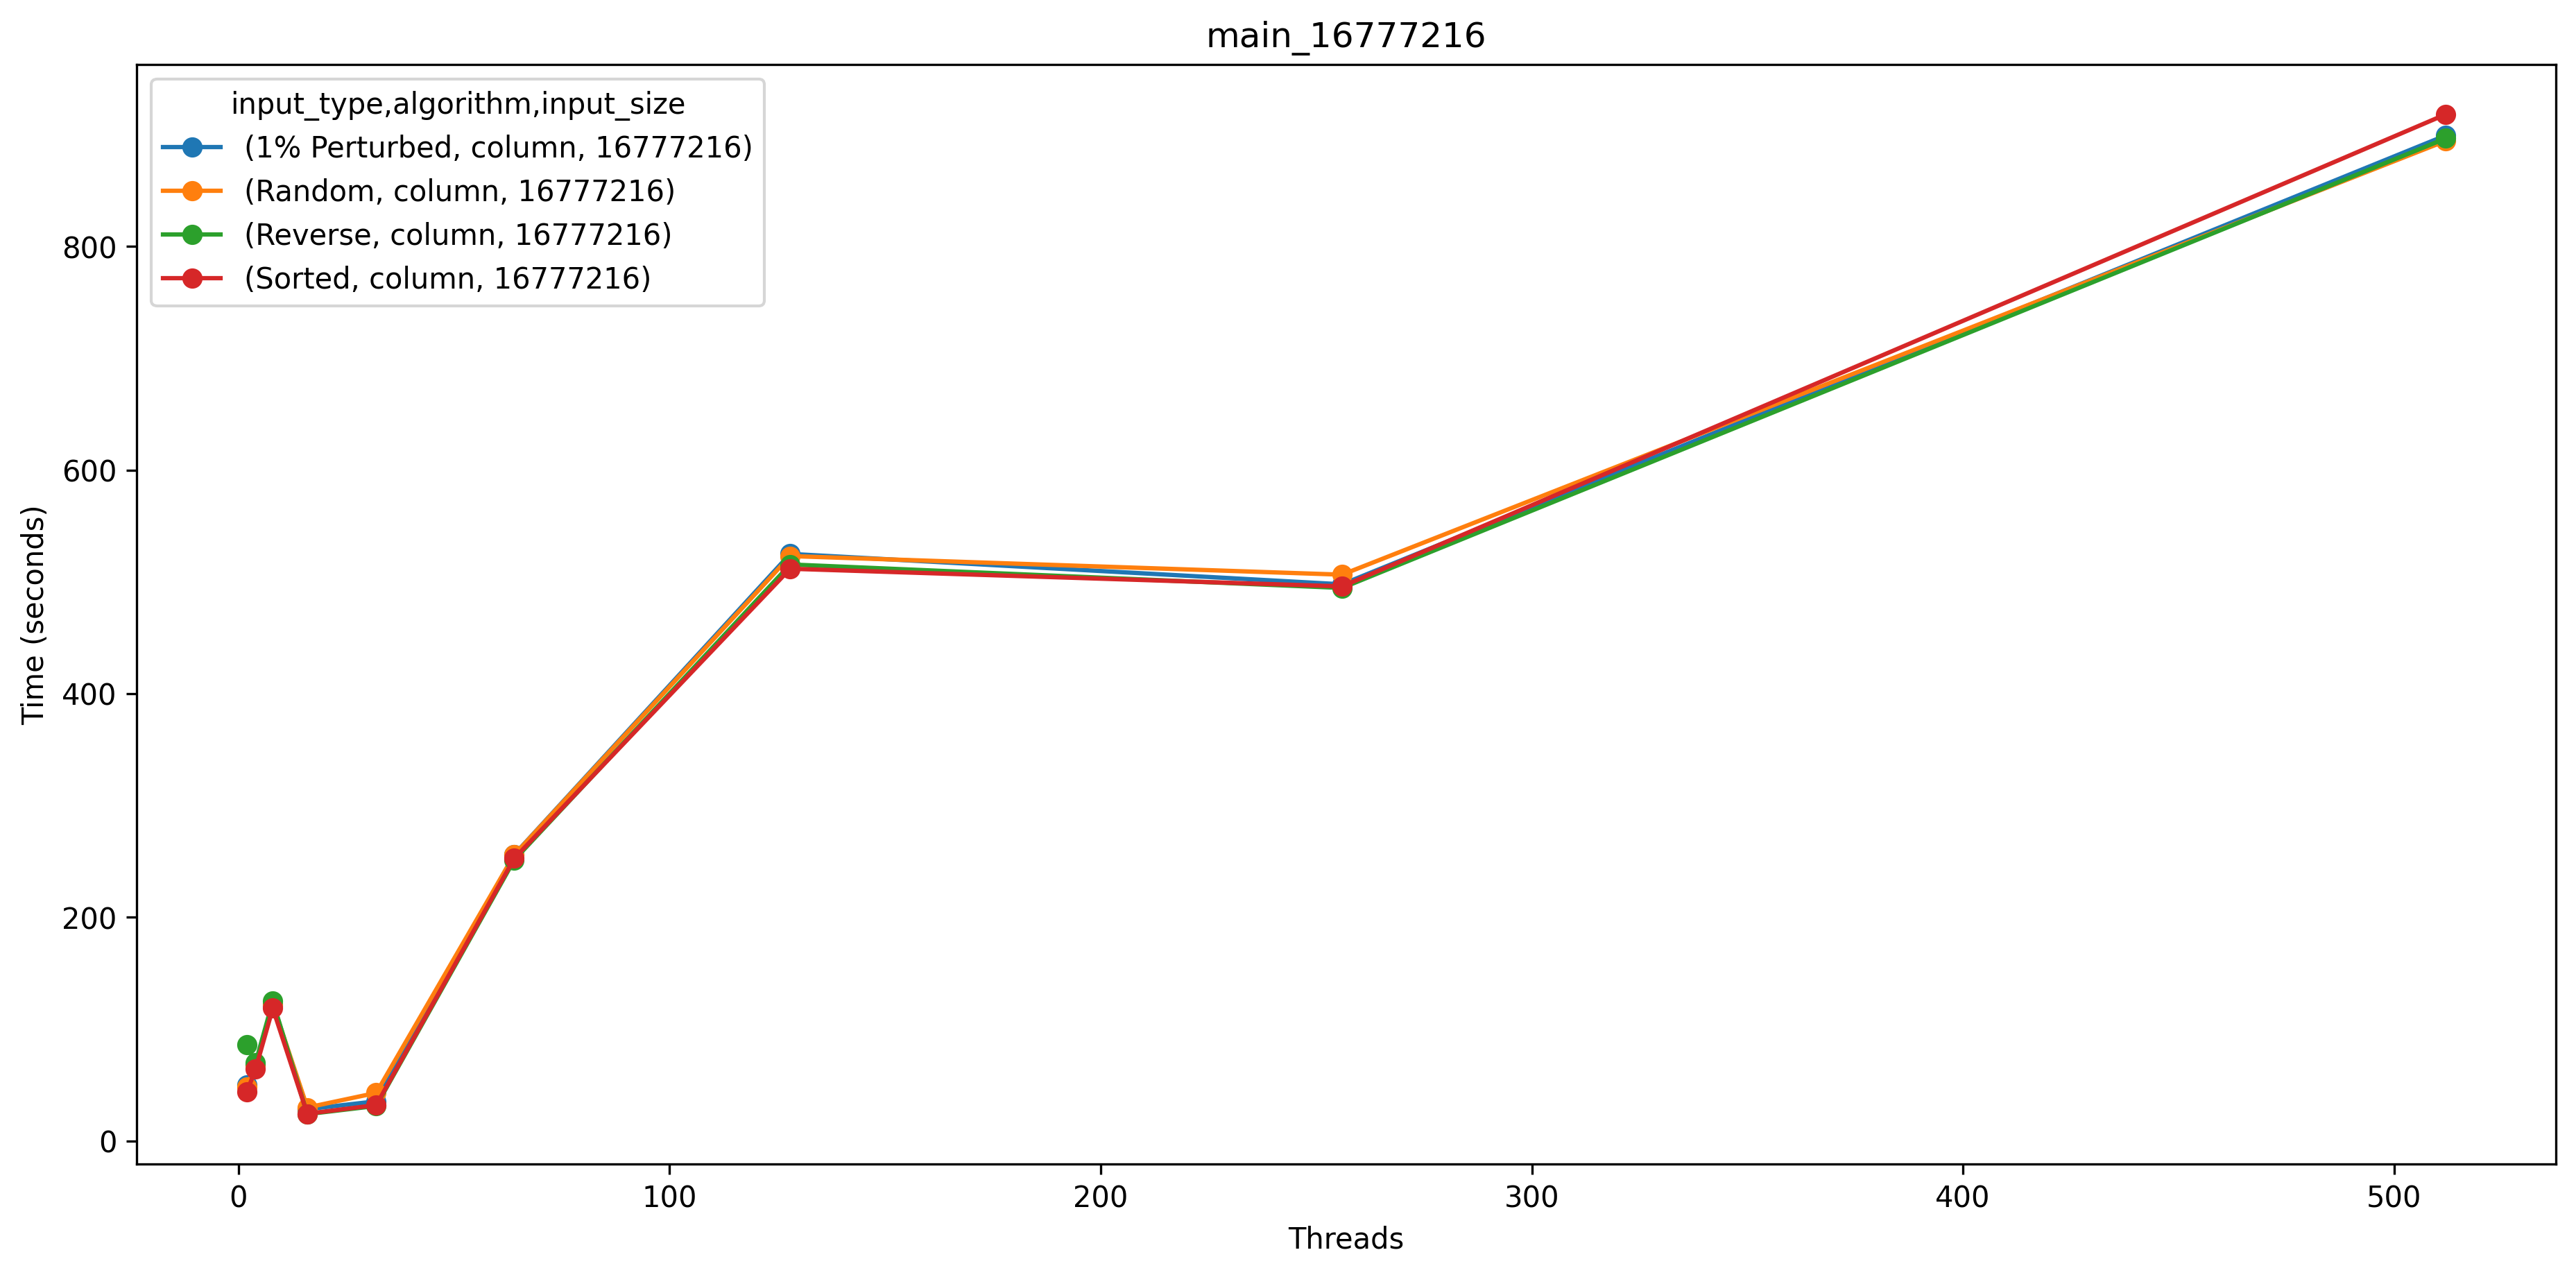 main_16777216
input_type,algorithm,input_size
(1% Perturbed, column, 16777216)
(Random, column, 16777216)
(Reverse, column, 16777216)
(Sorted, column, 16777216)
Time (seconds)
800
600
400
200
0
0 100 200 300 400 500
Threads